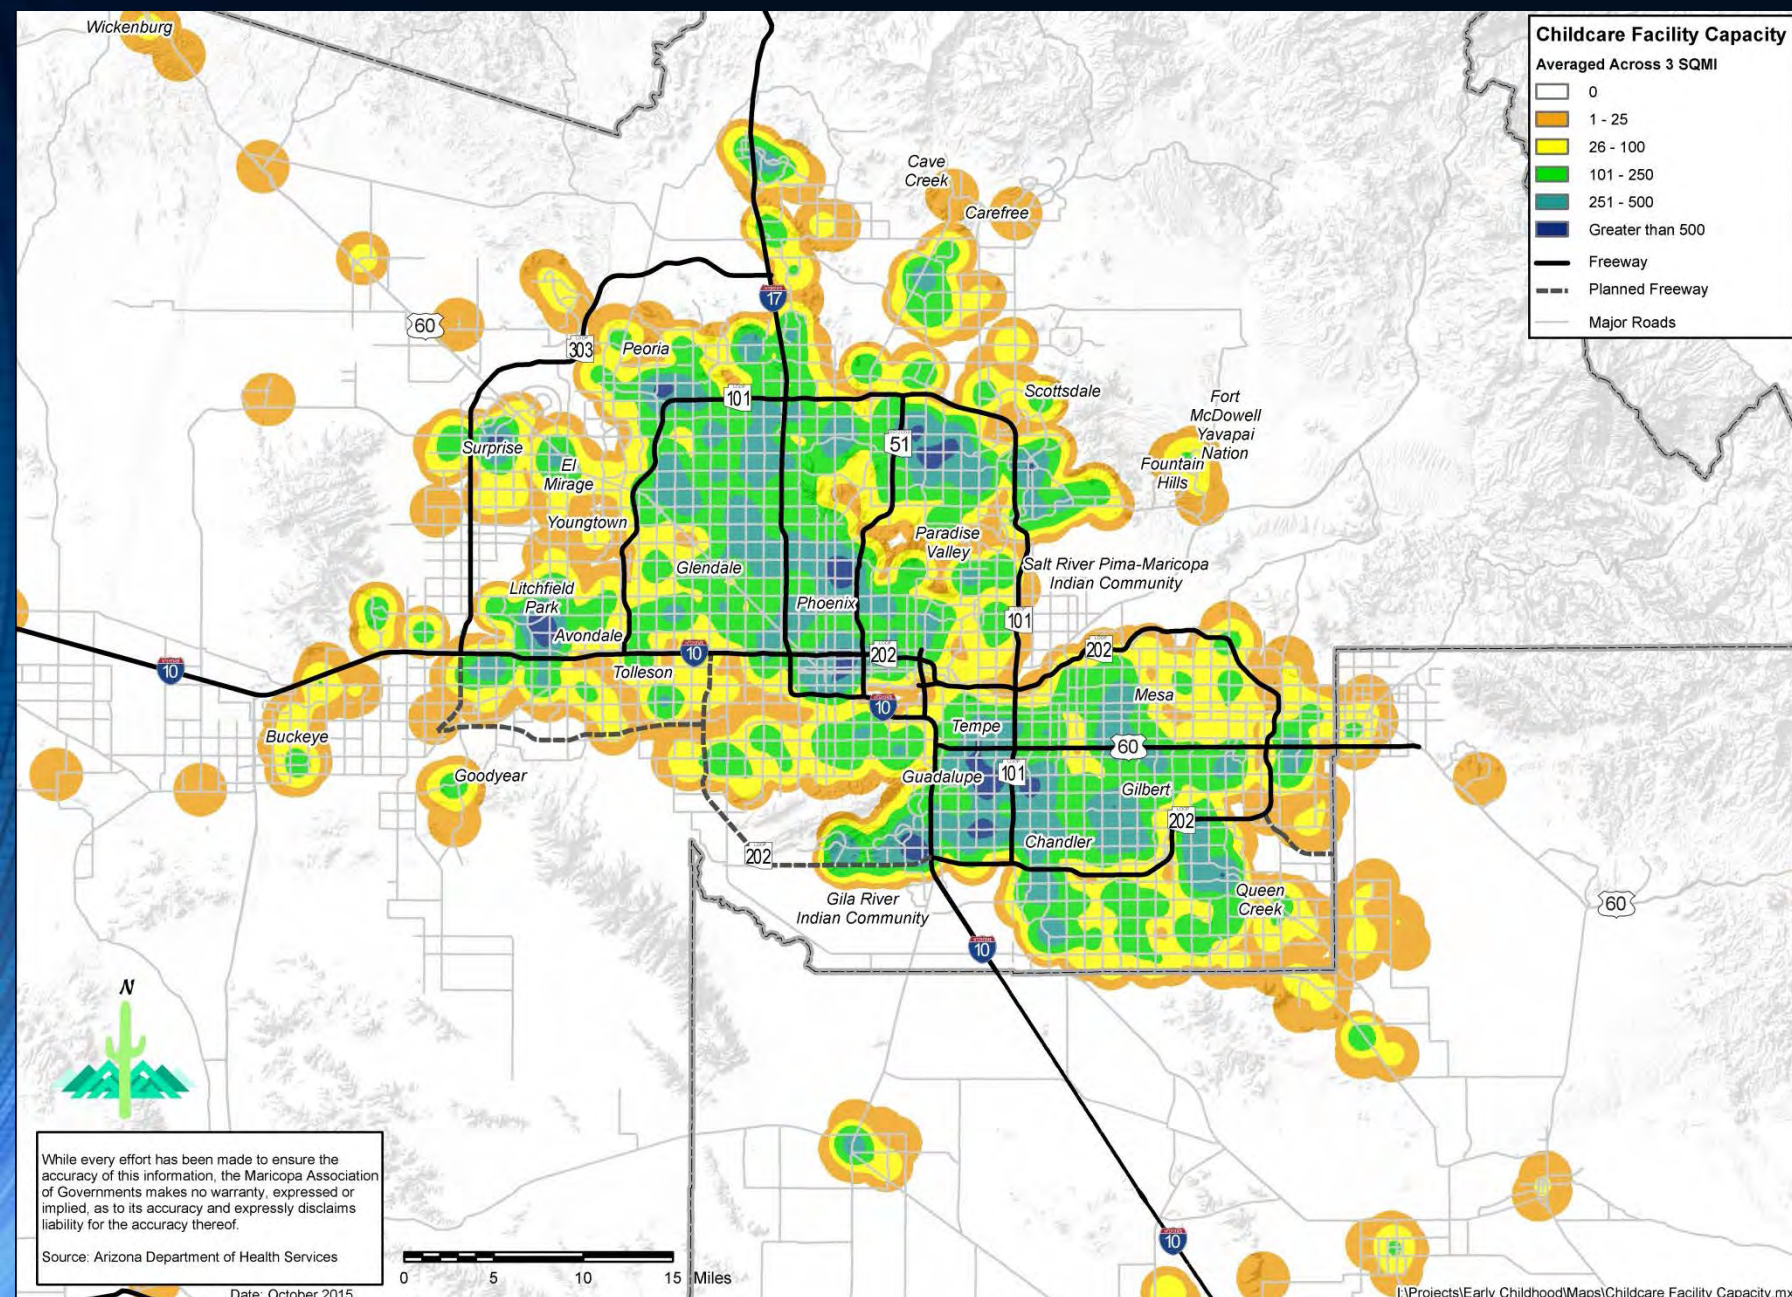 Wickenburg
Childcare Facility Capacity
Averaged Across 3 SQMI
0
1 - 25
26 - 100
101 - 250
251 - 500
Greater than 500
Freeway
Planned Freeway
Major Roads
Cave
Creek
Carefree
17
60
303
Peoria
101
Scottsdale
Fort
McDowell
Yavapai
Nation
51
Surprise
El
Mirage
Fountain
Hills
Youngtown
Paradise
Valley
Glendale
Salt River Pima-Maricopa
Indian Community
Litchfield
Park
Phoenix
101
Avondale
10
202
202
10
Tolleson
Mesa
10
Tempe
Buckeye
60
Goodyear
Guadalupe
101
Gilbert
202
Chandler
202
Gila River
Indian Community
Queen
Creek
60
10
N
While every effort has been made to ensure the
accuracy of this information, the Maricopa Association
of Governments makes no warranty, expressed or
implied, as to its accuracy and expressly disclaims
liability for the accuracy thereof.
Source: Arizona Department of Health Services
10
0 5 10 15 Miles
Date: October 2015
I:\Projects\Early Childhood\Maps\Childcare Facility Capacity.m